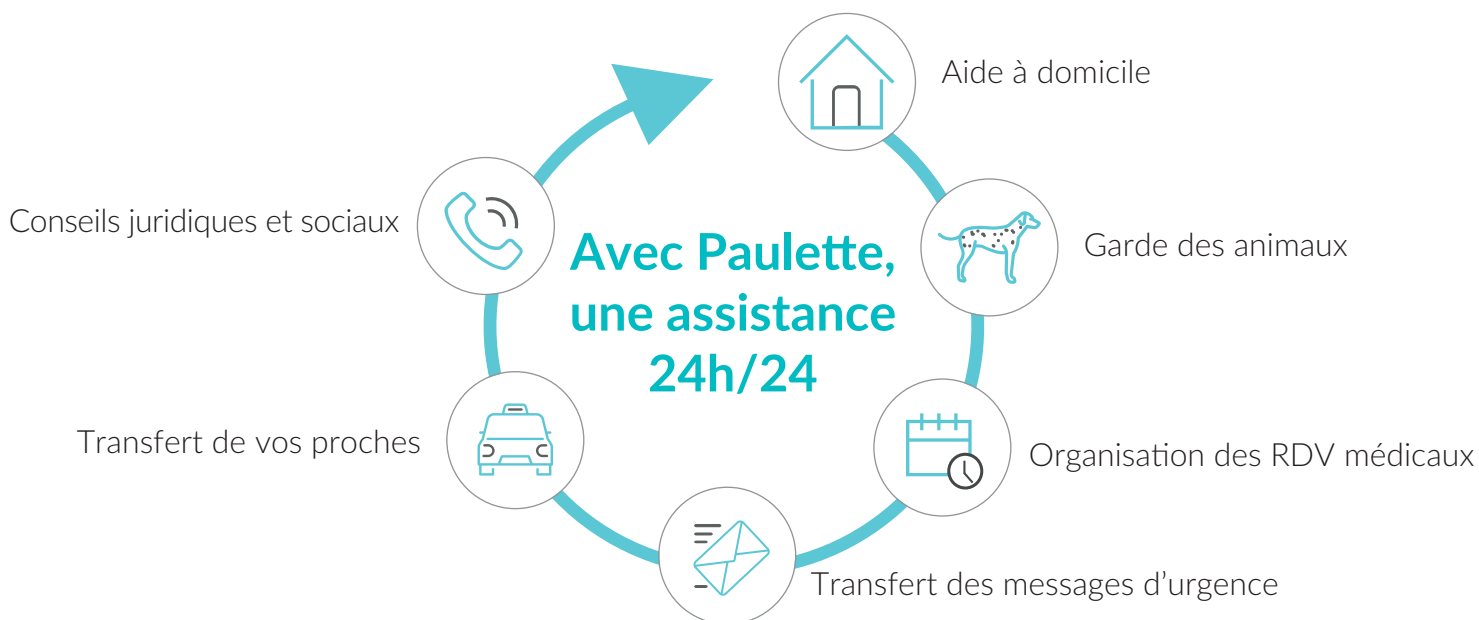 Avec Paulette,
une assistance
24h/24
Aide à domicile
Garde des animaux
Organisation des RDV médicaux
Transfert des messages d’urgence
Transfert de vos proches
Conseils juridiques et sociaux